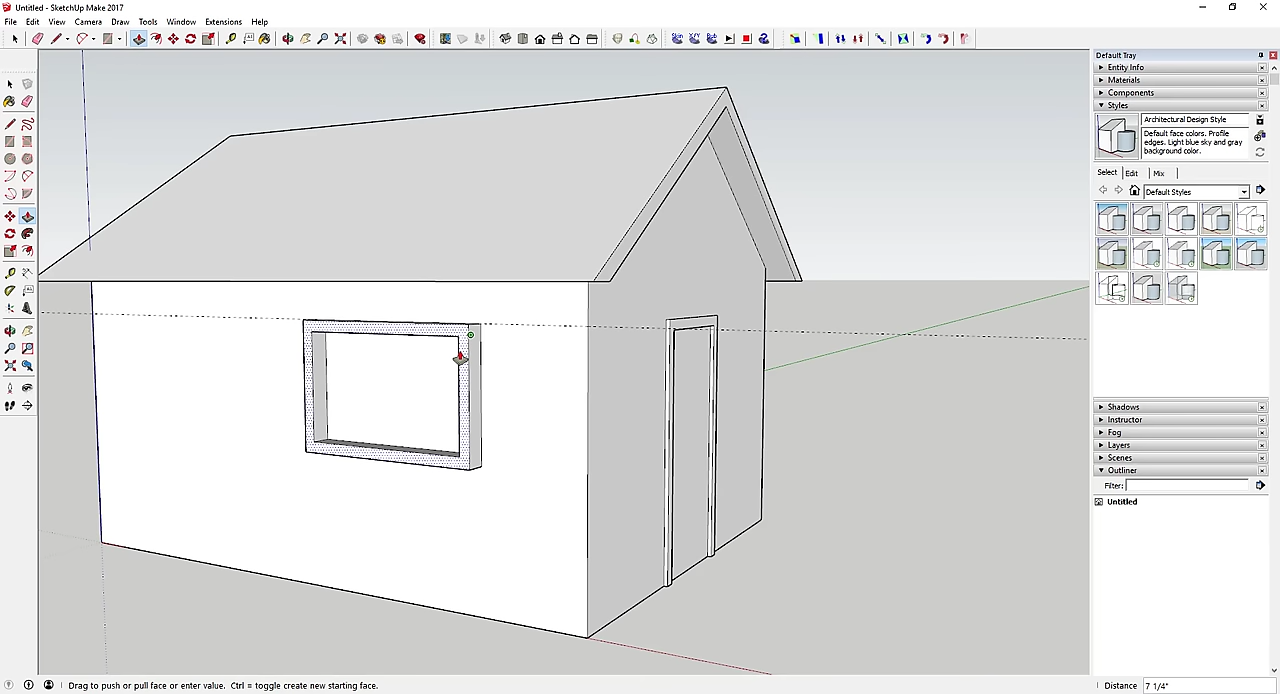 Untitled - SketchUp Make 2017
File Edit View Camera Draw Tools Window Extensions Help
Default Tray
Entity Info
Materials
Components
Styles
Architectural Design Style
Default face colors. Profile
edges. Light blue sky and gray
background color.
Select Edit Mix
Default Styles
Shadows
Instructor
Fog
Layers
Scenes
Outliner
Filter:
Untitled
Drag to push or pull face or enter value. Ctrl = toggle create new starting face.
Distance 7 1/4"